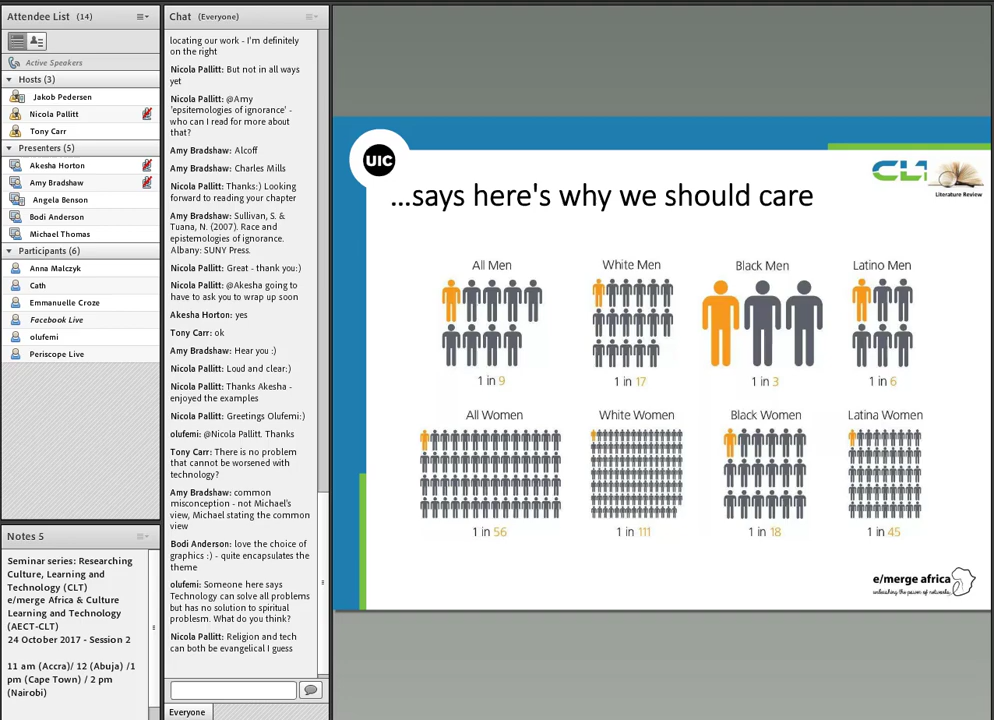 Attendee List (14)
Active Speakers
Hosts (3)
Jakob Pedersen
Nicola Pallitt
Tony Carr
Presenters (5)
Akesha Horton
Amy Bradshaw
Angela Benson
Bodi Anderson
Michael Thomas
Participants (6)
Anna Malczyk
Cath
Emmanuelle Croze
Facebook Live
olufemi
Periscope Live
Notes 5
Seminar series: Researching
Culture, Learning and
Technology (CLT)
e/merge Africa & Culture
Learning and Technology
(AECT-CLT)
24 October 2017 - Session 2
11 am (Accra)/ 12 (Abuja) /1
pm (Cape Town) / 2 pm
(Nairobi)
Chat (Everyone)
locating our work - I'm definitely
on the right
Nicola Pallitt: But not in all ways
yet
Nicola Pallitt: @Amy
'epsitemologies of ignorance' -
who can I read for more about
that?
Amy Bradshaw: Alcoff
Amy Bradshaw: Charles Mills
Nicola Pallitt: Thanks:) Looking
forward to reading your chapter
Amy Bradshaw: Sullivan, S. &
Tuana, N. (2007). Race and
epistemologies of ignorance.
Albany: SUNY Press.
Nicola Pallitt: Great - thank you:)
Nicola Pallitt: @Akesha going to
have to ask you to wrap up soon
Akesha Horton: yes
Tony Carr: ok
Amy Bradshaw: Hear you :)
Nicola Pallitt: Loud and clear:)
Nicola Pallitt: Thanks Akesha -
enjoyed the examples
Nicola Pallitt: Greetings Olufemi:)
olufemi: @Nicola Pallitt. Thanks
Tony Carr: There is no problem
that cannot be worsened with
technology?
Amy Bradshaw: common
misconception - not Michael's
view, Michael stating the common
view
Bodi Anderson: love the choice of
graphics :) - quite encapsulates the
theme
olufemi: Someone here says
Technology can solve all problems
but has no solution to spiritual
problesm. What do you think?
Nicola Pallitt: Religion and tech
can both be evangelical I guess
Everyone
UIC
CLT
Literature Review
...says here's why we should care
All Men
White Men
Black Men
Latino Men
1 in 9
1 in 17
1 in 3
1 in 6
All Women
White Women
Black Women
Latina Women
1 in 56
1 in 111
1 in 18
1 in 45
e/merge africa
unleashing the power of networks